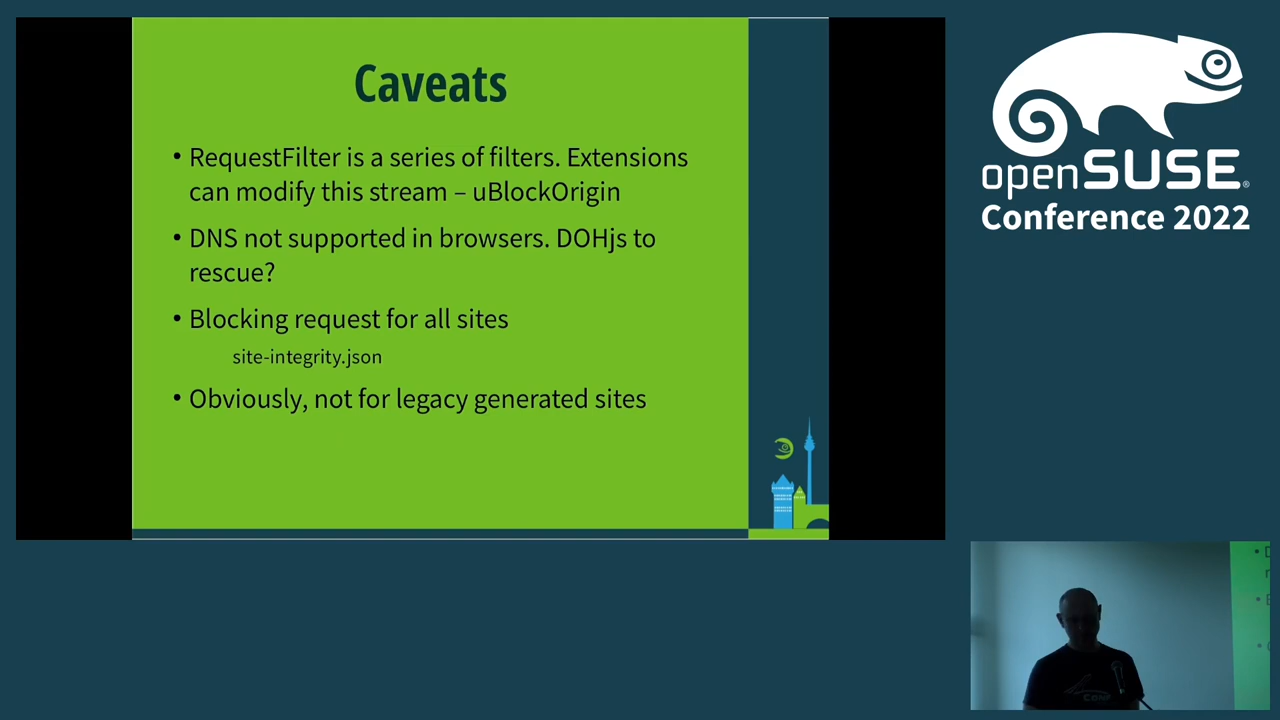 Caveats
• RequestFilter is a series of filters. Extensions
can modify this stream – uBlockOrigin
• DNS not supported in browsers. DOHjs to
rescue?
• Blocking request for all sites
site-integrity.json
• Obviously, not for legacy generated sites
openSUSE
Conference 2022